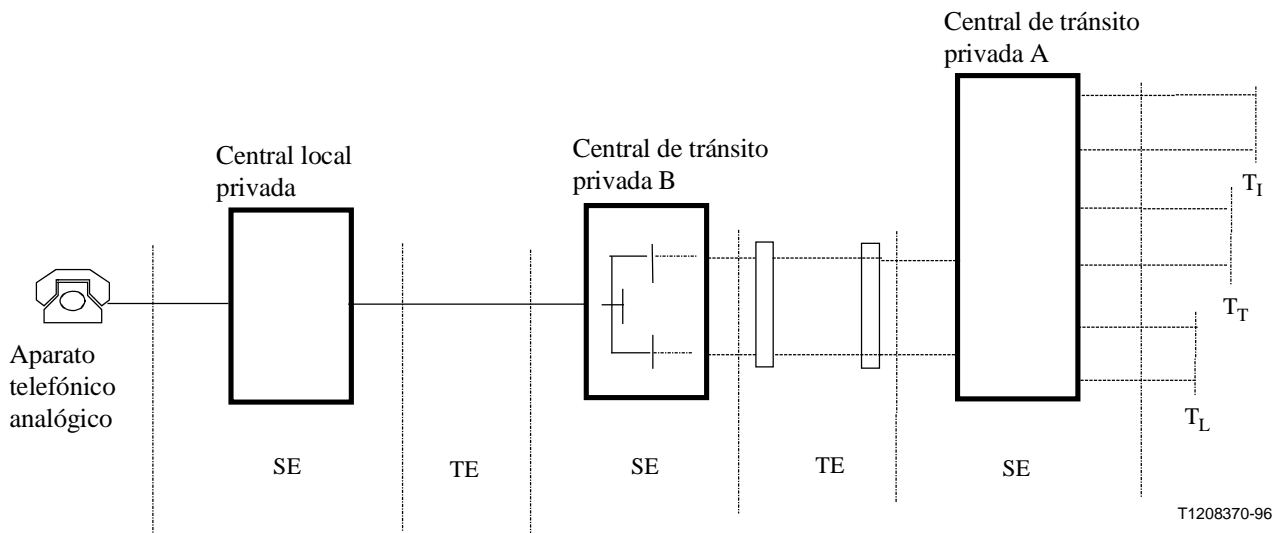 Central de tránsito
privada A
Central local
privada
Central de tránsito
privada B
T_I
T_T
T_L
Aparato
telefónico
analógico
SE
TE
SE
TE
SE
T1208370-96